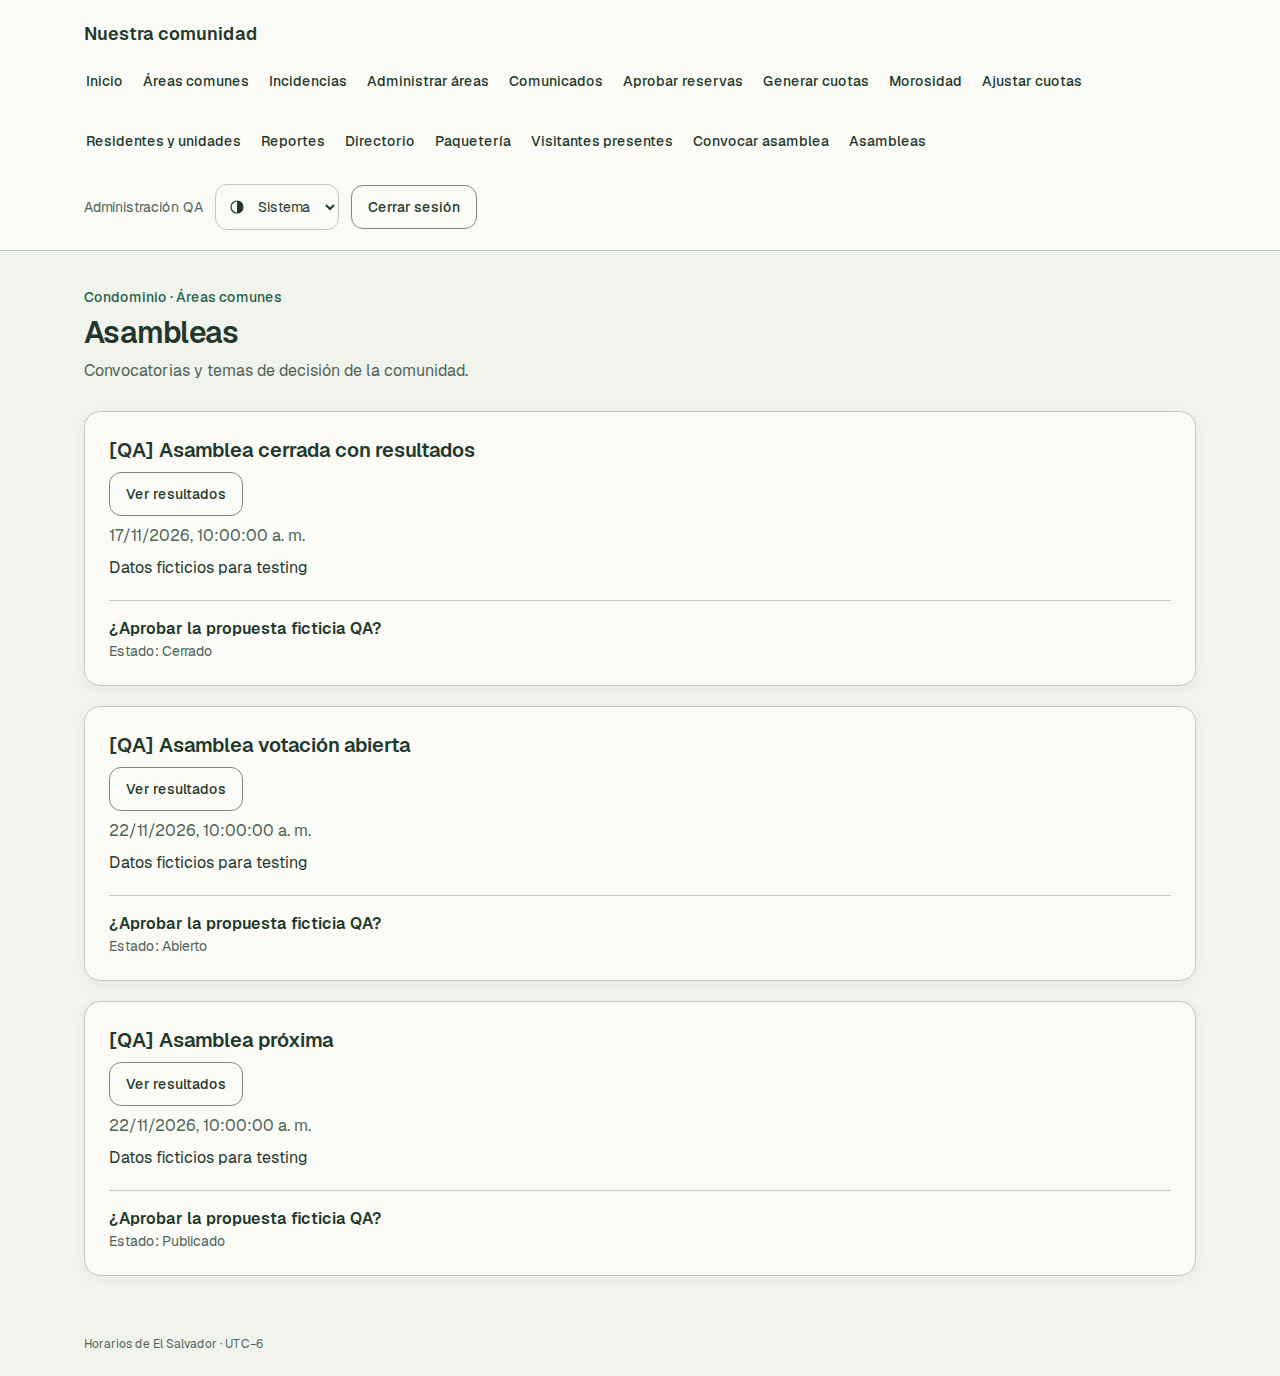 Nuestra comunidad
Inicio Áreas comunes Incidencias Administrar áreas Comunicados Aprobar reservas Generar cuotas Morosidad Ajustar cuotas
Residentes y unidades Reportes Directorio Paquetería Visitantes presentes Convocar asamblea Asambleas
Administración QA Sistema Cerrar sesión
Condominio · Áreas comunes
Asambleas
Convocatorias y temas de decisión de la comunidad.
[QA] Asamblea cerrada con resultados
Ver resultados
17/11/2026, 10:00:00 a. m.
Datos ficticios para testing
¿Aprobar la propuesta ficticia QA?
Estado: Cerrado
[QA] Asamblea votación abierta
Ver resultados
22/11/2026, 10:00:00 a. m.
Datos ficticios para testing
¿Aprobar la propuesta ficticia QA?
Estado: Abierto
[QA] Asamblea próxima
Ver resultados
22/11/2026, 10:00:00 a. m.
Datos ficticios para testing
¿Aprobar la propuesta ficticia QA?
Estado: Publicado
Horarios de El Salvador · UTC−6